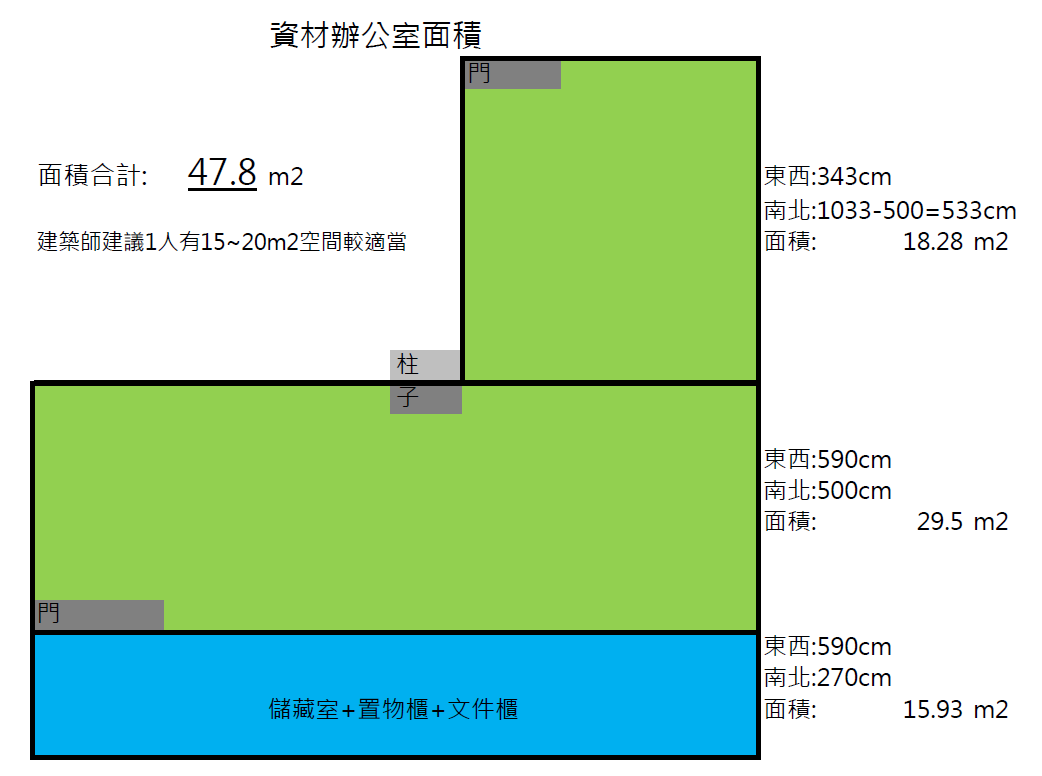 資材辦公室面積
門
面積合計: 47.8 m2
建築師建議1人有15~20m2空間較適當
東西:343cm
南北:1033-500=533cm
面積: 18.28 m2
柱
子
東西:590cm
南北:500cm
面積: 29.5 m2
門
東西:590cm
南北:270cm
面積: 15.93 m2
儲藏室+置物櫃+文件櫃